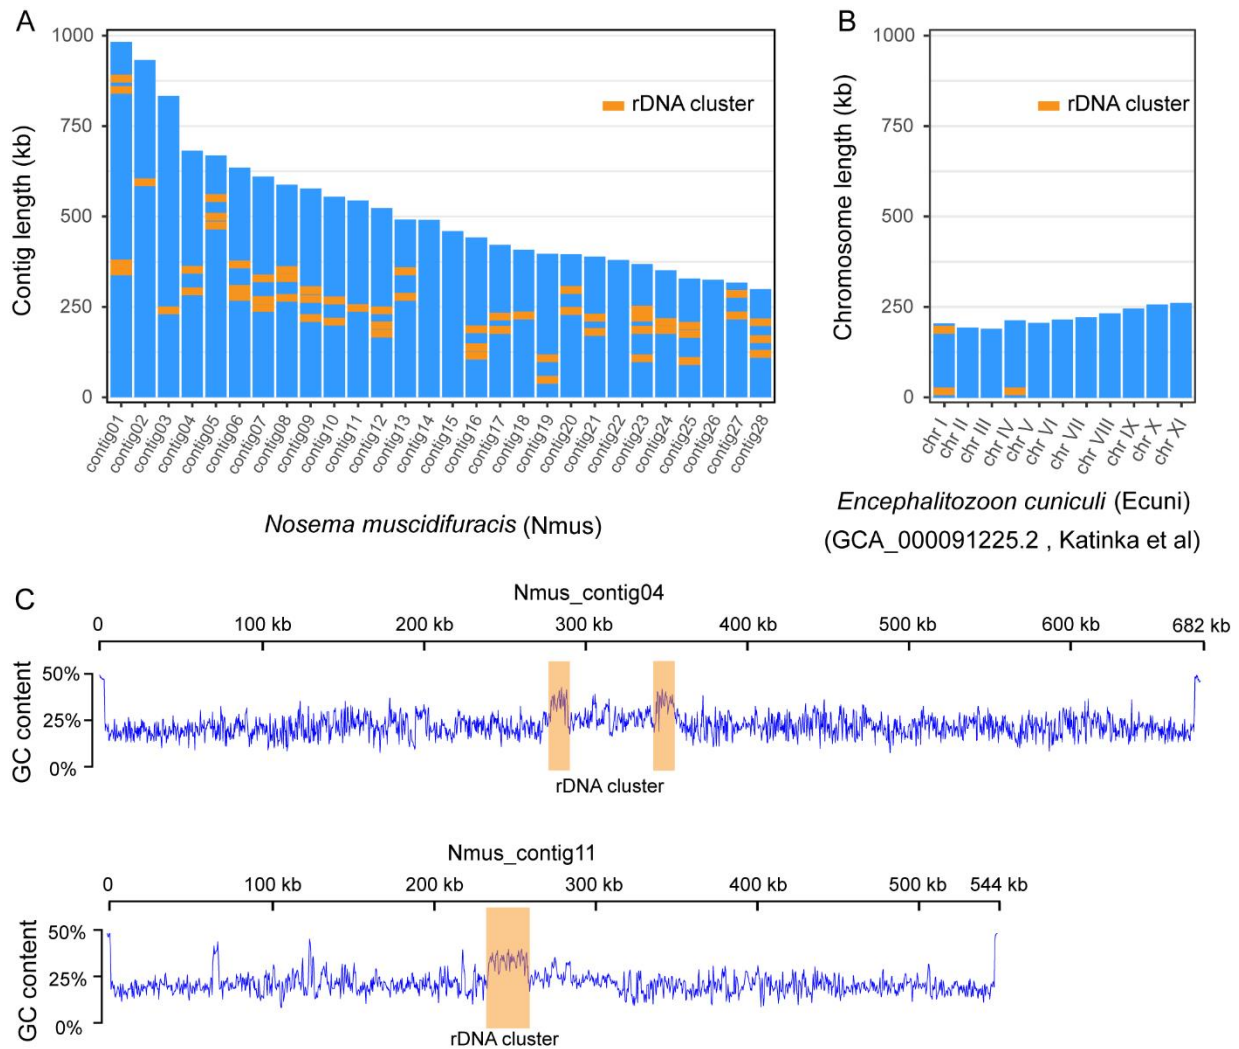 A
1000
750
500
250
0
Contig length (kb)
rDNA cluster
contig01
contig02
contig03
contig04
contig05
contig06
contig07
contig08
contig09
contig10
contig11
contig12
contig13
contig14
contig15
contig16
contig17
contig18
contig19
contig20
contig21
contig22
contig23
contig24
contig25
contig26
contig27
contig28
Nosema muscidifuracis (Nmus)
B
1000
750
500
250
0
Chromosome length (kb)
rDNA cluster
chr I
chr II
chr III
chr IV
chr V
chr VI
chr VII
chr VIII
chr IX
chr X
chr XI
Encephalitozoon cuniculi (Ecuni)
(GCA_000091225.2 , Katinka et al)
C
Nmus_contig04
0 100 kb 200 kb 300 kb 400 kb 500 kb 600 kb 682 kb
GC content
50%
25%
0%
rDNA cluster
Nmus_contig11
0 100 kb 200 kb 300 kb 400 kb 500 kb 544 kb
GC content
50%
25%
0%
rDNA cluster